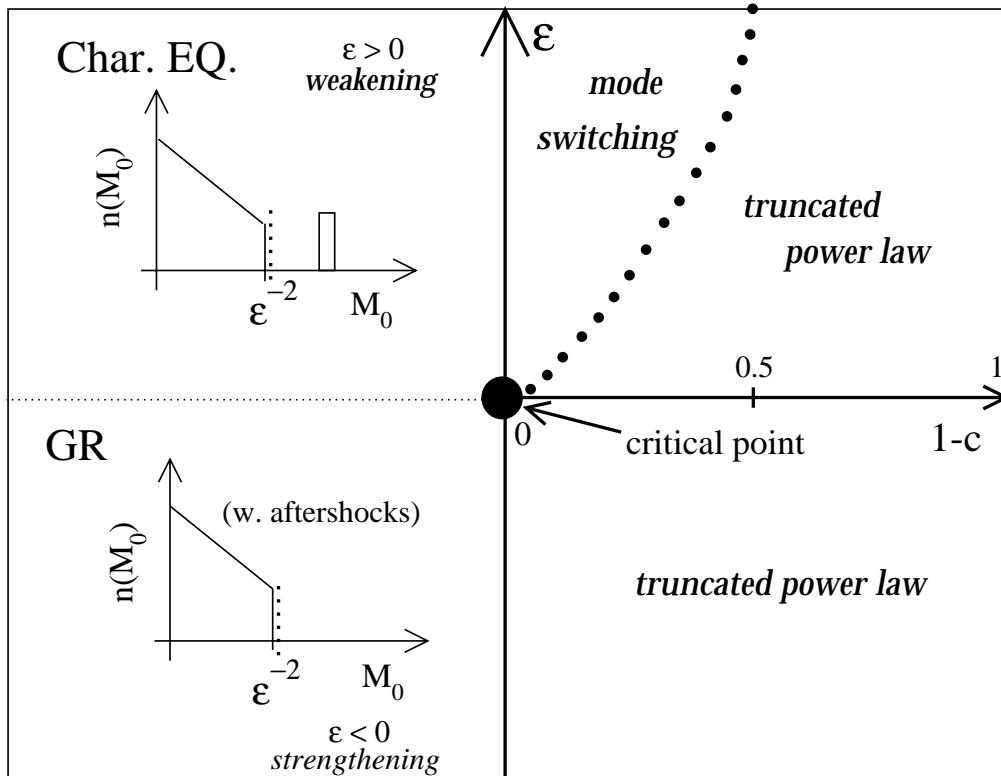 Char. EQ.
ε > 0
weakening
n(M₀)
ε⁻²
M₀
ε
mode
switching
truncated
power law
0.5
1
0
critical point
1-c
GR
(w. aftershocks)
n(M₀)
ε⁻²
M₀
ε < 0
strengthening
truncated power law